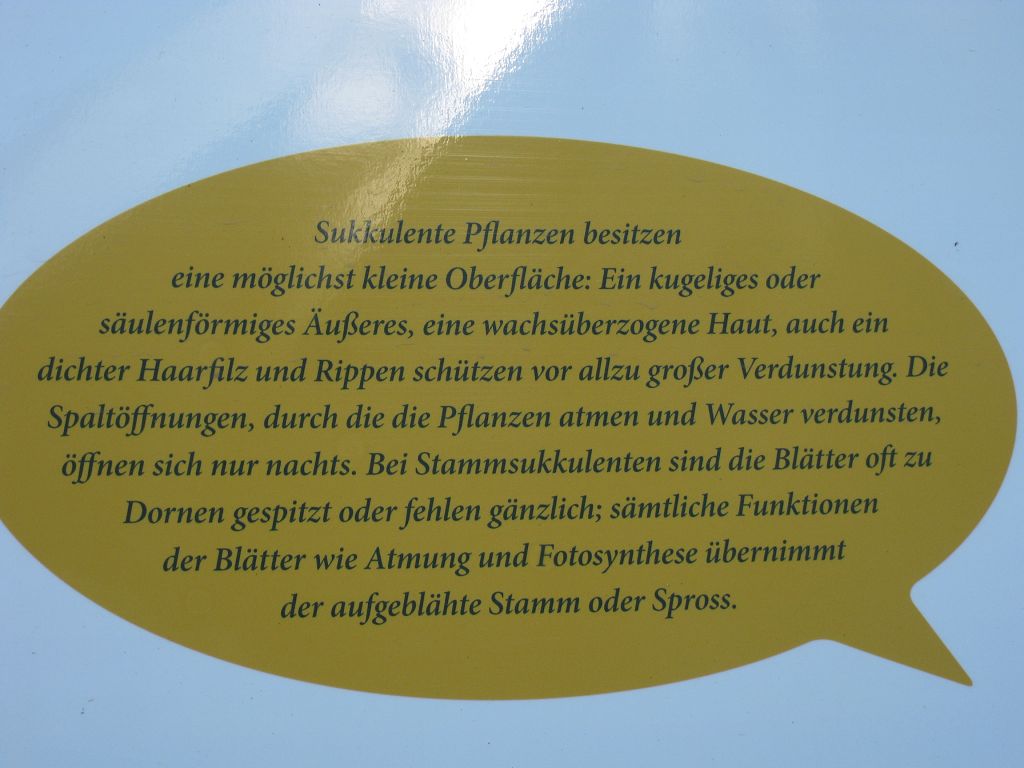 Sukkulente Pflanzen besitzen
eine möglichst kleine Oberfläche: Ein kugeliges oder
säulenförmiges Äußeres, eine wachsüberzogene Haut, auch ein
dichter Haarfilz und Rippen schützen vor allzu großer Verdunstung. Die
Spaltöffnungen, durch die die Pflanzen atmen und Wasser verdunsten,
öffnen sich nur nachts. Bei Stammsukkulenten sind die Blätter oft zu
Dornen gespitzt oder fehlen gänzlich; sämtliche Funktionen
der Blätter wie Atmung und Fotosynthese übernimmt
der aufgeblähte Stamm oder Spross.